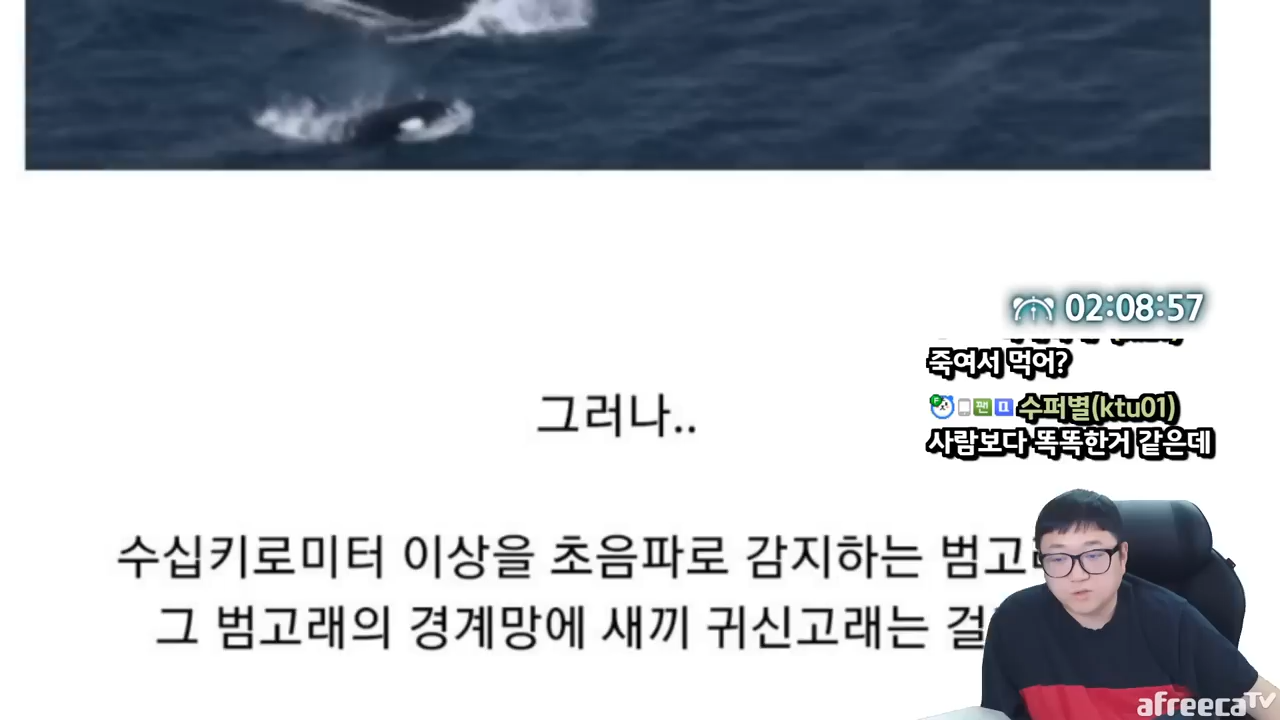 02:08:57
죽여서 먹어?
F 팬 수퍼별(ktu01)
사람보다 똑똑한거 같은데
그러나..
수십키로미터 이상을 초음파로 감지하는
그 범고래의 경계망에 새끼 귀신고래는
afreecaTV